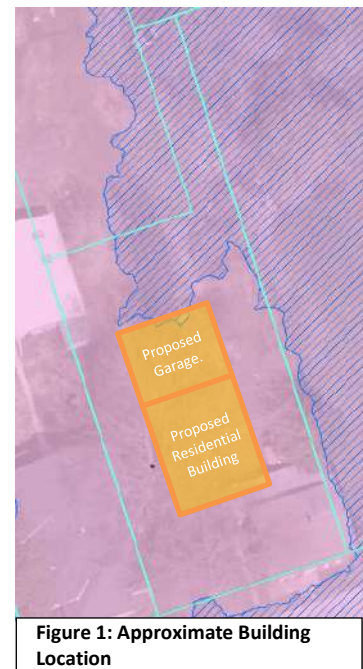 Proposed
Garage.
Proposed
Residential
Building
Figure 1: Approximate Building
Location